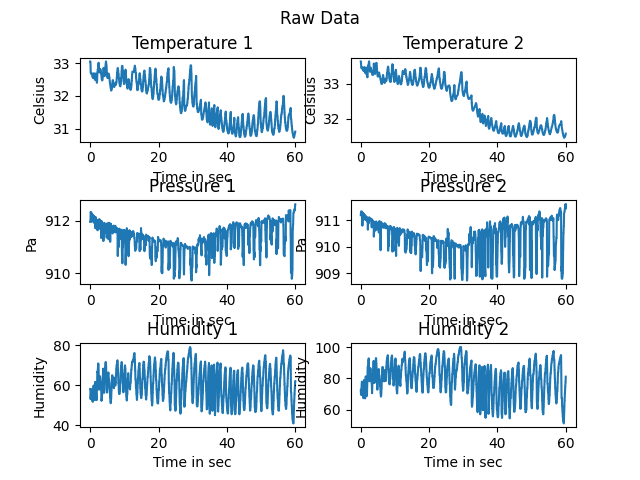 Raw Data
Temperature 1
Temperature 2
33
32
31
Celsius
0 20 40 60
Time in sec
33
32
Celsius
0 20 40 60
Time in sec
Pressure 1
Pressure 2
912
910
Pa
0 20 40 60
Time in sec
911
910
909
Pa
0 20 40 60
Time in sec
Humidity 1
Humidity 2
80
60
40
Humidity
0 20 40 60
Time in sec
100
80
60
Humidity
0 20 40 60
Time in sec